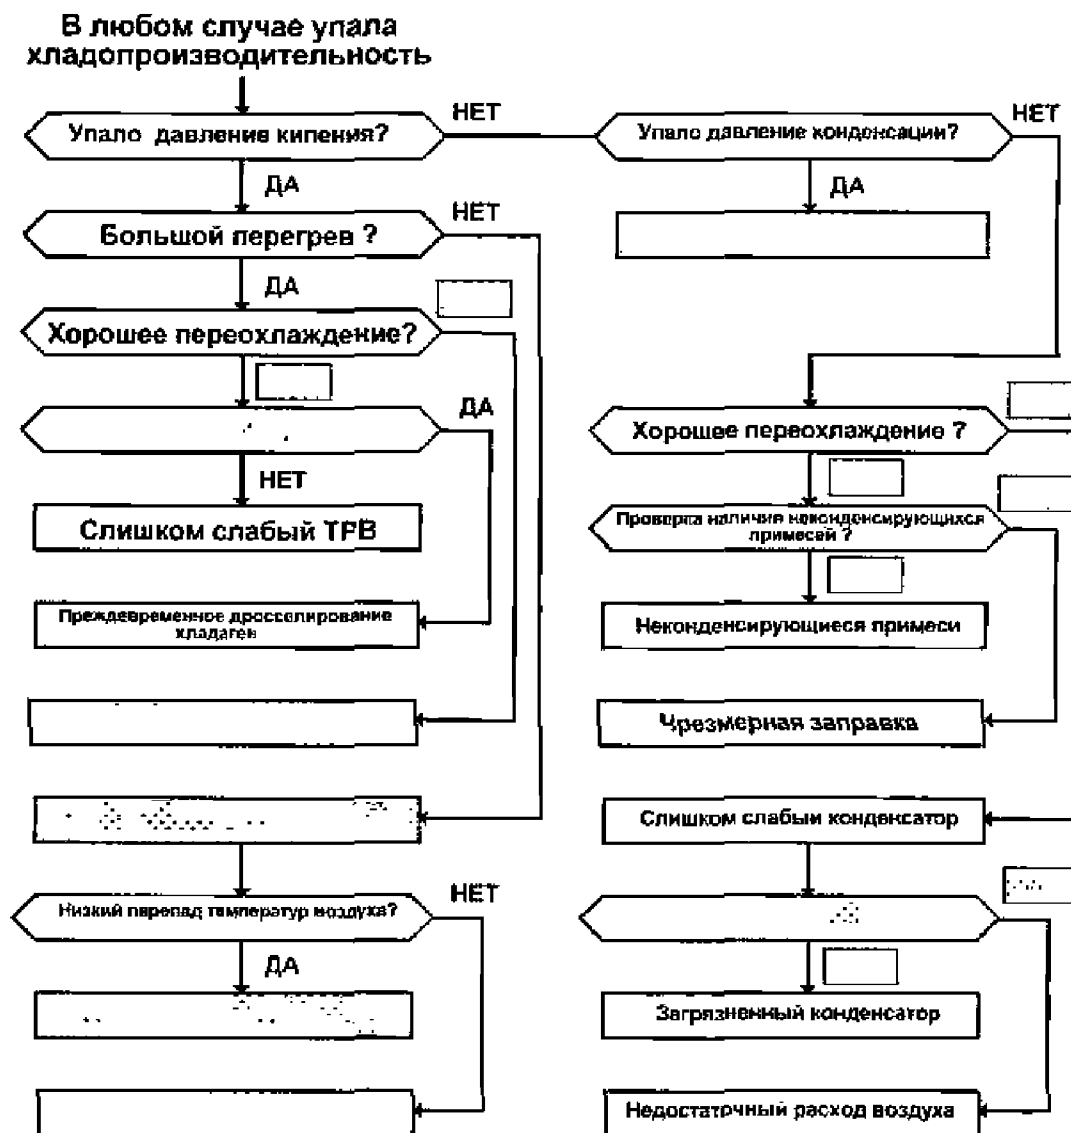 В любом случае упала
хладопроизводительность
Упало давление кипения?
НЕТ
Упало давление конденсации?
НЕТ
ДА
ДА
Большой перегрев ?
НЕТ
ДА
Хорошее переохлаждение?
ДА
Хорошее переохлаждение ?
НЕТ
Слишком слабый ТРВ
Проверка наличия неконденсирующихся
примесей ?
Преждевременное дросселирование
хладаген
Неконденсирующиеся примеси
Чрезмерная заправка
Слишком слабый конденсатор
Низкий перепад температур воздуха?
НЕТ
ДА
Загрязненный конденсатор
Недостаточный расход воздуха